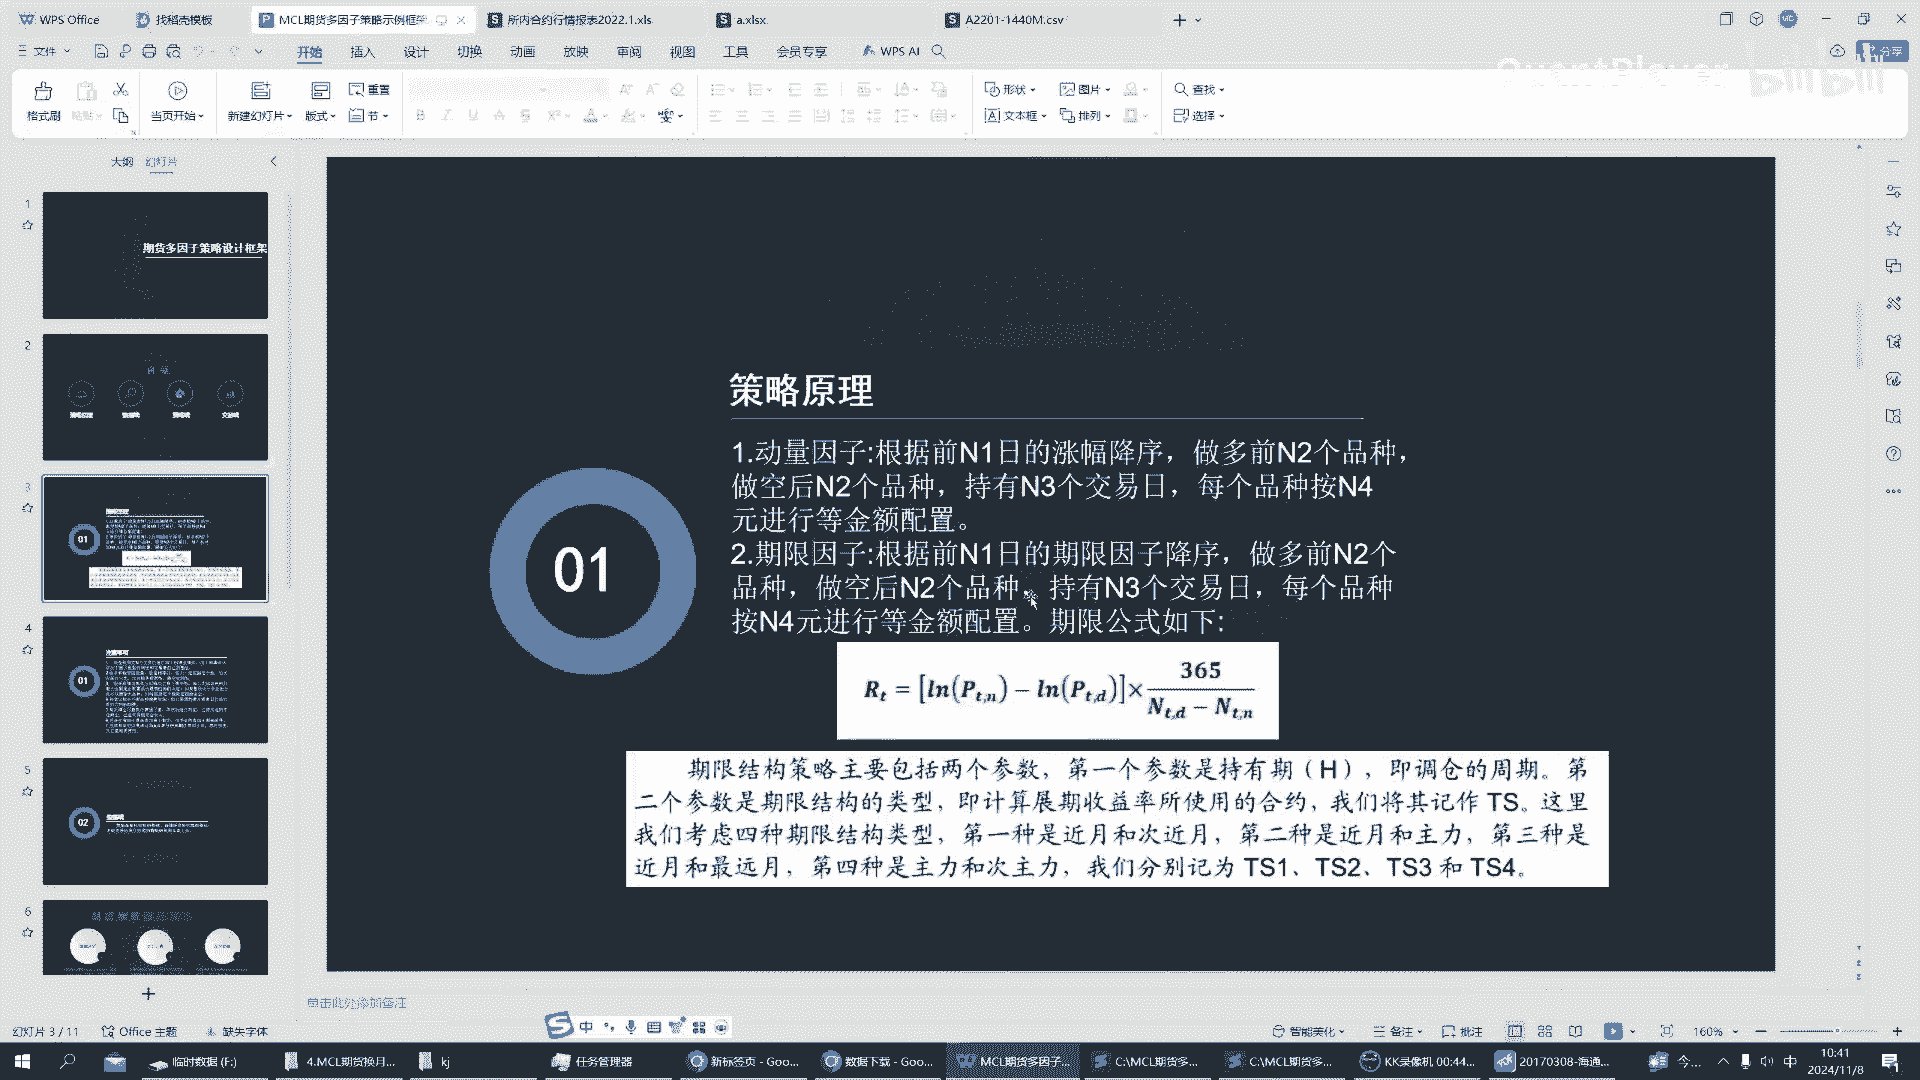 WPS Office
找稻壳模板
MCL期货多因子策略示例框架
所内合约行情报表2022.1.xls
a.xlsx
A2201-1440M.csv
文件
开始
插入
设计
切换
动画
放映
审阅
视图
工具
会员专享
WPS AI
分享
QuantPlayer
bilibili
格式刷
粘贴
当页开始
新建幻灯片
版式
重置
节
形状
图片
查找
文本框
排列
选择
大纲
幻灯片
1
期货多因子策略设计框架
2
3
01
4
01
5
02
6
策略原理
01
1.动量因子:根据前N1日的涨幅降序，做多前N2个品种，
做空后N2个品种，持有N3个交易日，每个品种按N4
元进行等金额配置。
2.期限因子:根据前N1日的期限因子降序，做多前N2个
品种，做空后N2个品种，持有N3个交易日，每个品种
按N4元进行等金额配置。期限公式如下:
R_t = [ln(P_{t,n}) − ln(P_{t,d})]× 365 / (N_{t,d} − N_{t,n})
期限结构策略主要包括两个参数，第一个参数是持有期（H），即调仓的周期。第
二个参数是期限结构的类型，即计算展期收益率所使用的合约，我们将其记作 TS。这里
我们考虑四种期限结构类型，第一种是近月和次近月，第二种是近月和主力，第三种是
近月和最远月，第四种是主力和次主力，我们分别记为 TS1、TS2、TS3 和 TS4。
单击此处添加备注
幻灯片 3 / 11
Office 主题
缺失字体
中
智能美化
备注
批注
160%
临时数据 (F:)
4.MCL期货换月...
kj
任务管理器
新标签页 - Goo...
数据下载 - Goo...
MCL期货多因子...
C:\MCL期货多...
C:\MCL期货多...
KK录像机 00:44...
20170308-海通...
今...
中
10:41
2024/11/8